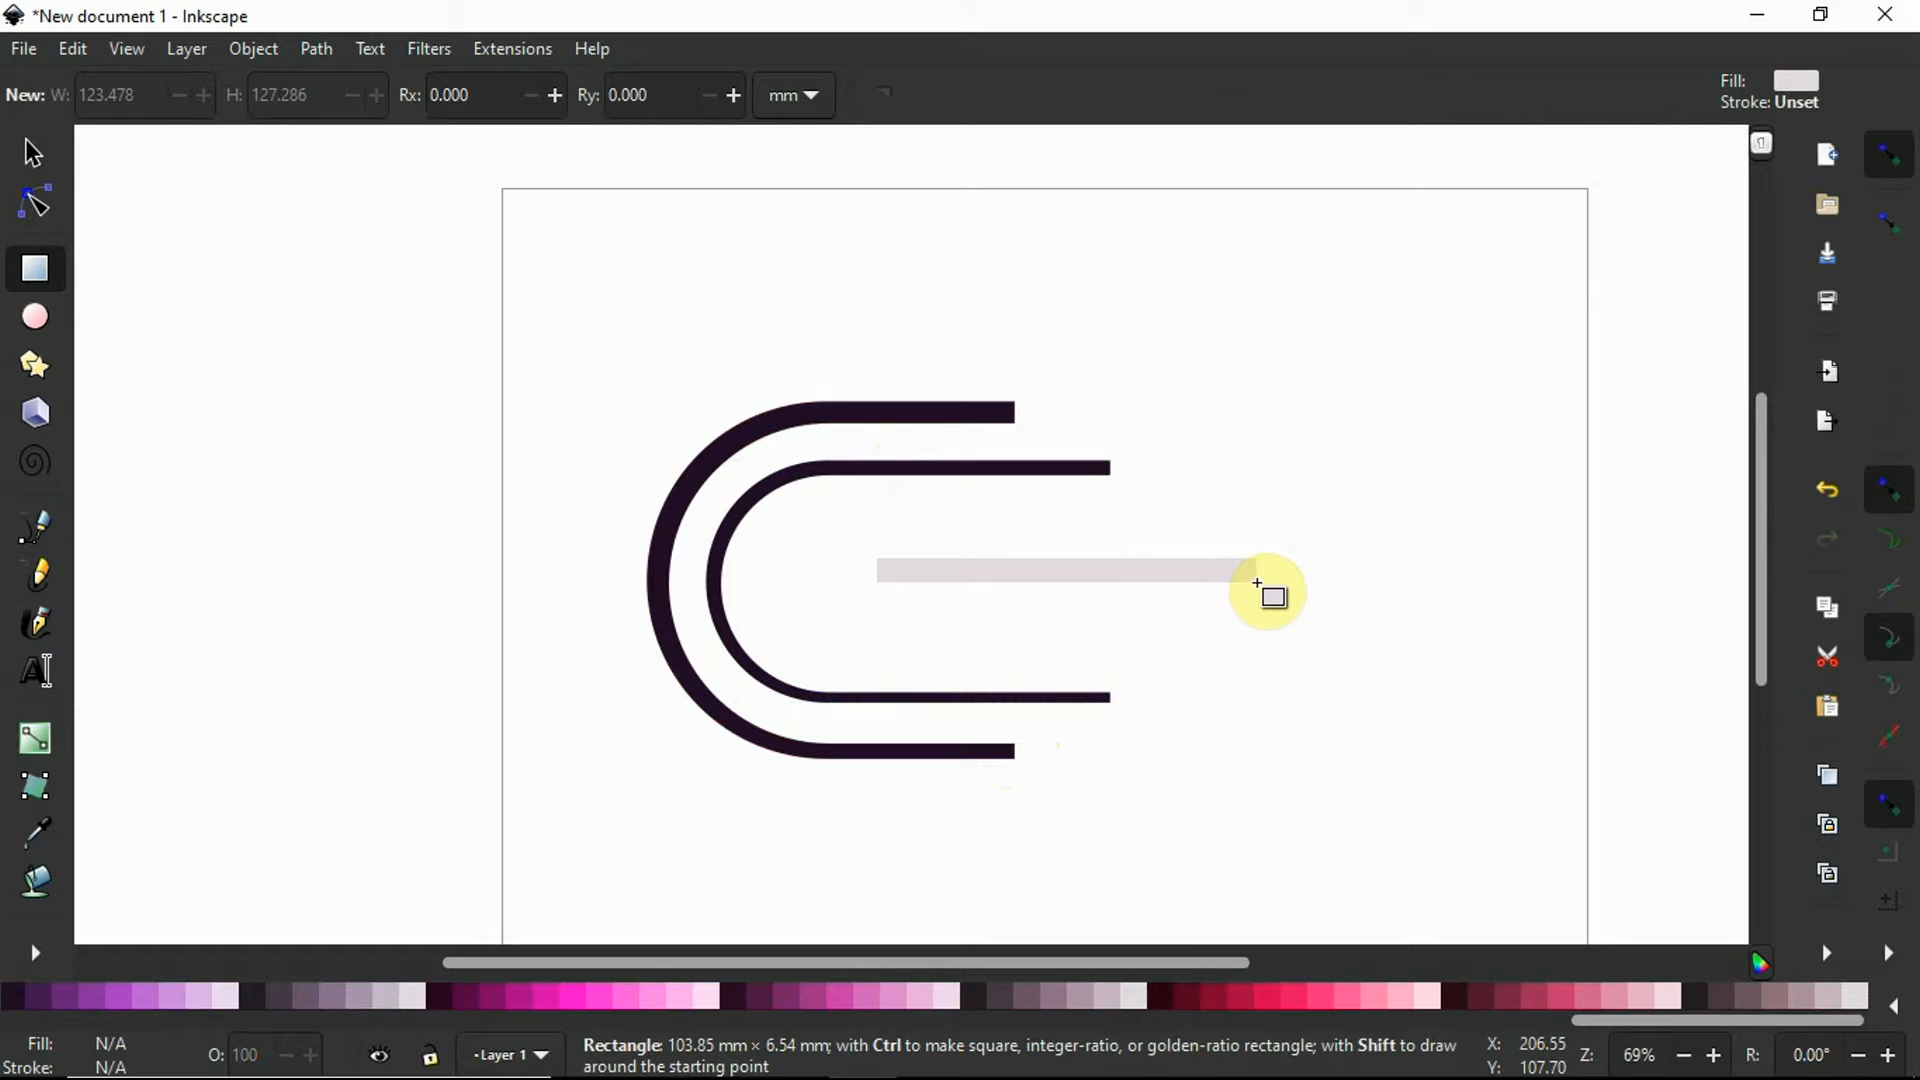 *New document 1 - Inkscape
File Edit View Layer Object Path Text Filters Extensions Help
New: W: 123.478 H: 127.286 Rx: 0.000 Ry: 0.000 mm
Fill:
Stroke: Unset
Fill: N/A
Stroke: N/A
O: 100
Layer 1
Rectangle: 103.85 mm × 6.54 mm; with Ctrl to make square, integer-ratio, or golden-ratio rectangle; with Shift to draw
around the starting point
X: 206.55
Y: 107.70
Z: 69%
R: 0.00°